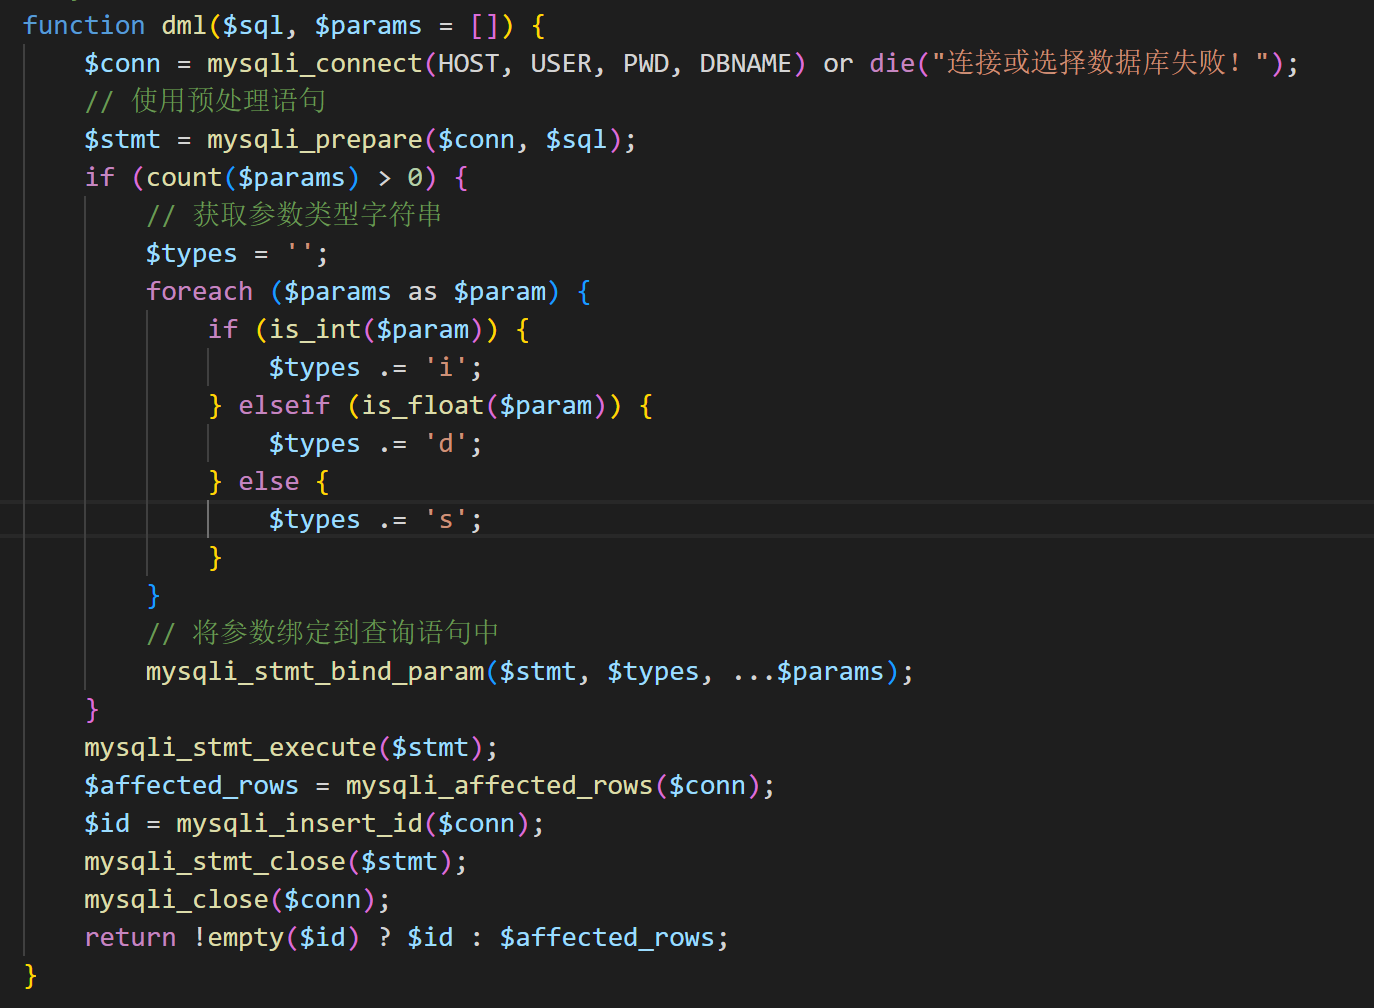 function dml($sql, $params = []) {
    $conn = mysqli_connect(HOST, USER, PWD, DBNAME) or die("连接或选择数据库失败！");
    // 使用预处理语句
    $stmt = mysqli_prepare($conn, $sql);
    if (count($params) > 0) {
        // 获取参数类型字符串
        $types = '';
        foreach ($params as $param) {
            if (is_int($param)) {
                $types .= 'i';
            } elseif (is_float($param)) {
                $types .= 'd';
            } else {
                $types .= 's';
            }
        }
        // 将参数绑定到查询语句中
        mysqli_stmt_bind_param($stmt, $types, ...$params);
    }
    mysqli_stmt_execute($stmt);
    $affected_rows = mysqli_affected_rows($conn);
    $id = mysqli_insert_id($conn);
    mysqli_stmt_close($stmt);
    mysqli_close($conn);
    return !empty($id) ? $id : $affected_rows;
}